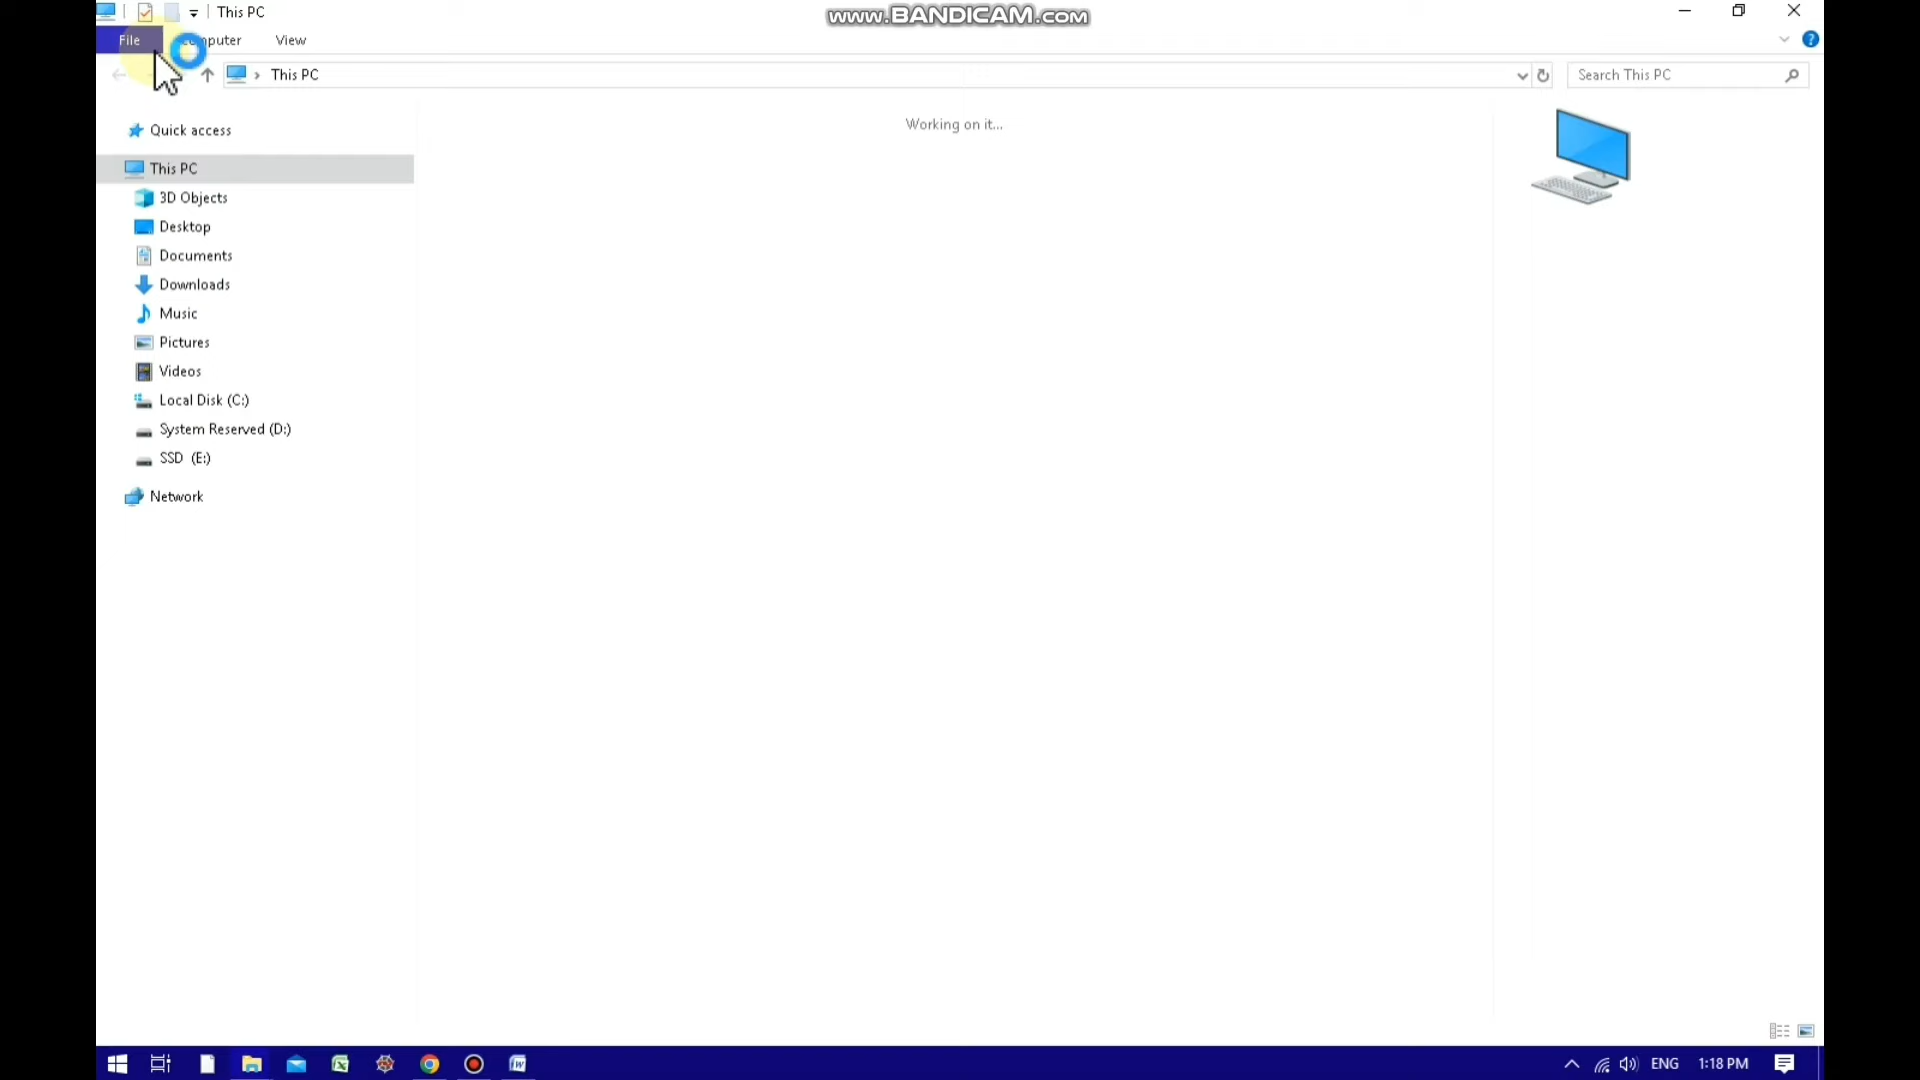 This PC
www.BANDICAM.com
File
Computer
View
This PC
Search This PC
Quick access
Working on it...
This PC
3D Objects
Desktop
Documents
Downloads
Music
Pictures
Videos
Local Disk (C:)
System Reserved (D:)
SSD (E:)
Network
ENG
1:18 PM